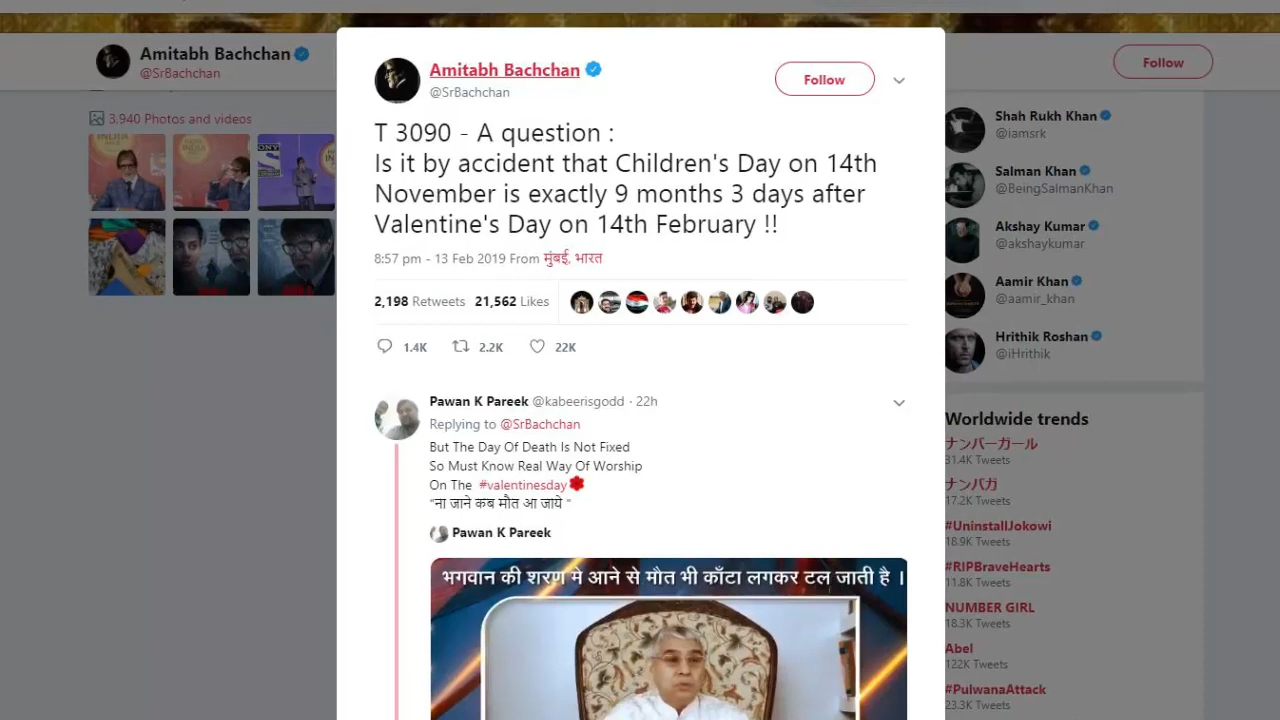 Amitabh Bachchan
@SrBachchan
Follow
3,940 Photos and videos
Amitabh Bachchan
@SrBachchan
Follow
T 3090 - A question :
Is it by accident that Children's Day on 14th
November is exactly 9 months 3 days after
Valentine's Day on 14th February !!
8:57 pm - 13 Feb 2019 From मुंबई, भारत
2,198 Retweets 21,562 Likes
1.4K 2.2K 22K
Pawan K Pareek @kabeerisgodd · 22h
Replying to @SrBachchan
But The Day Of Death Is Not Fixed
So Must Know Real Way Of Worship
On The #valentinesday
"ना जाने कब मौत आ जाये "
Pawan K Pareek
भगवान की शरण मे आने से मौत भी काँटा लगकर टल जाती है ।
Shah Rukh Khan
@iamsrk
Salman Khan
@BeingSalmanKhan
Akshay Kumar
@akshaykumar
Aamir Khan
@aamir_khan
Hrithik Roshan
@iHrithik
Worldwide trends
ナンバーガール
31.4K Tweets
ナンバガ
17.2K Tweets
#UninstallJokowi
18.9K Tweets
#RIPBraveHearts
11.8K Tweets
NUMBER GIRL
18.3K Tweets
Abel
122K Tweets
#PulwanaAttack
23.3K Tweets